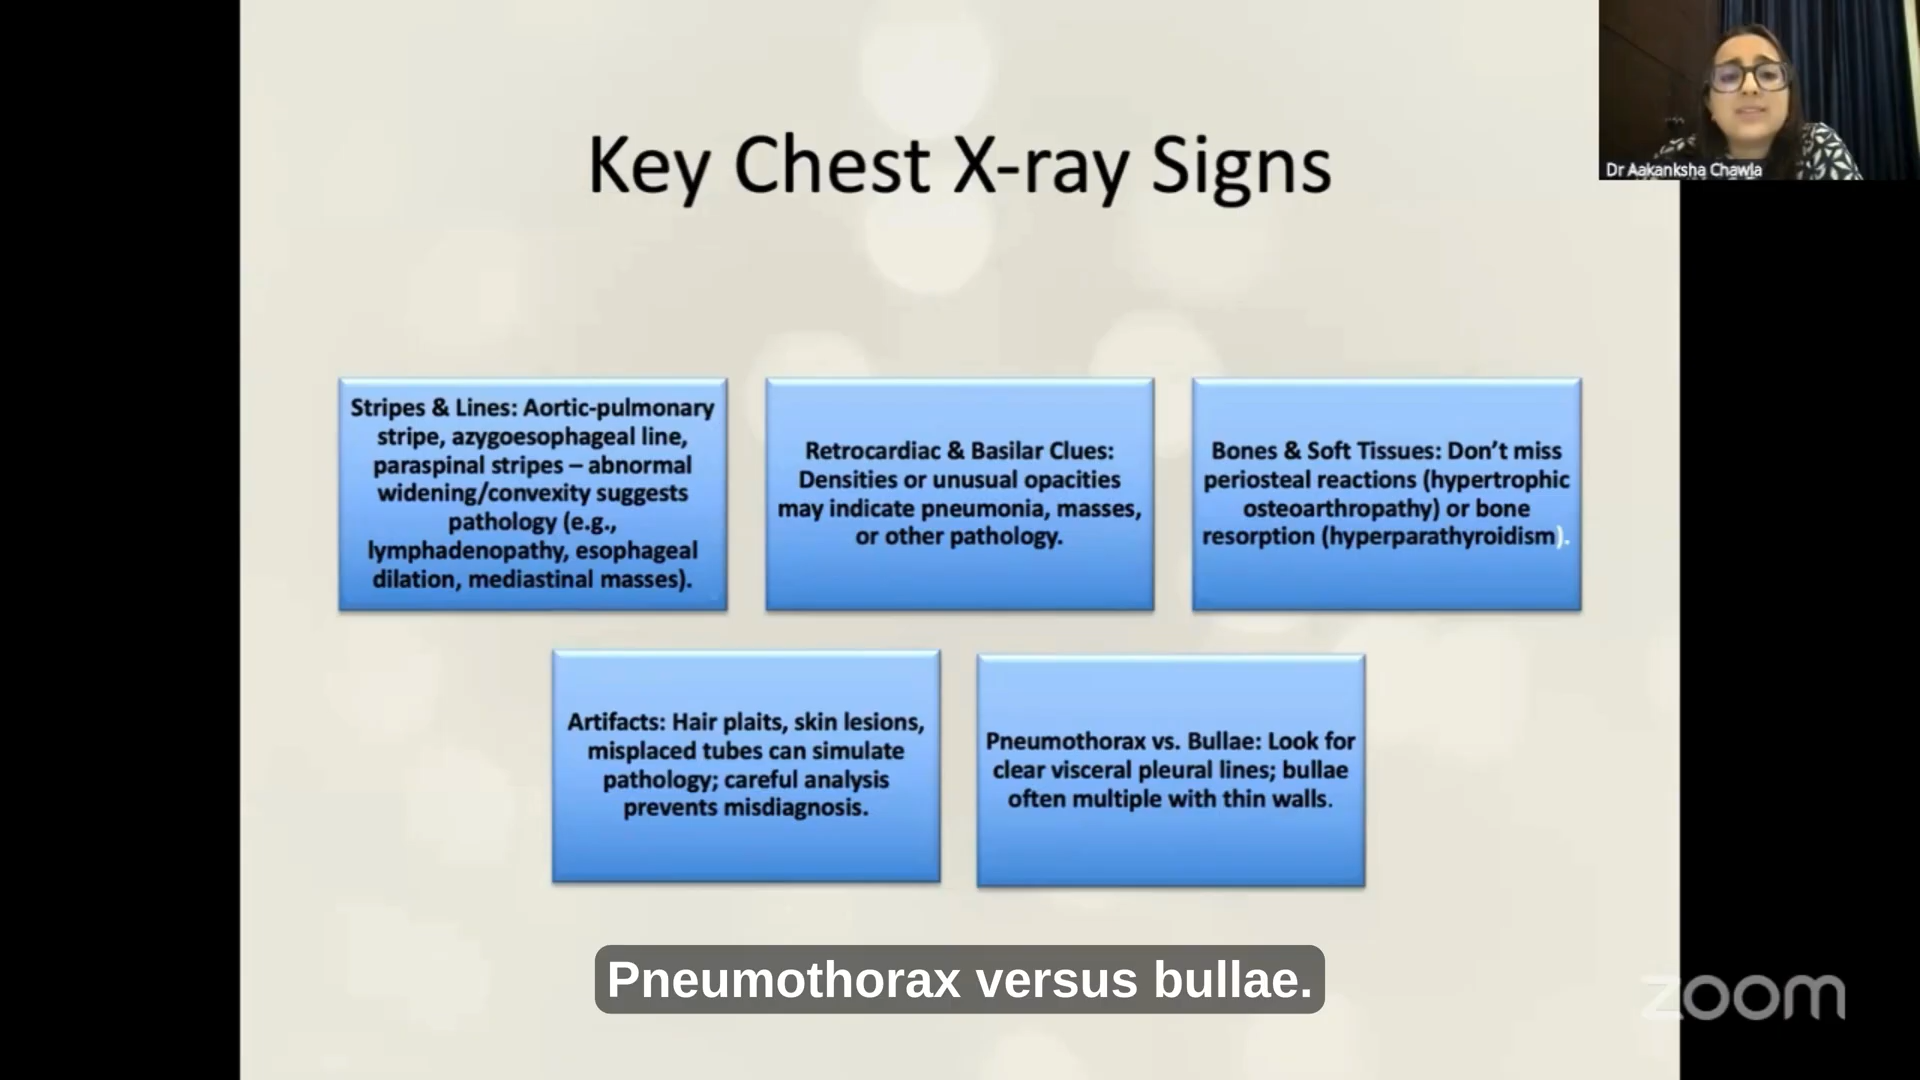 Key Chest X-ray Signs
Dr Aakanksha Chawla
Stripes & Lines: Aortic-pulmonary
stripe, azygoesophageal line,
paraspinal stripes – abnormal
widening/convexity suggests
pathology (e.g.,
lymphadenopathy, esophageal
dilation, mediastinal masses).
Retrocardiac & Basilar Clues:
Densities or unusual opacities
may indicate pneumonia, masses,
or other pathology.
Bones & Soft Tissues: Don’t miss
periosteal reactions (hypertrophic
osteoarthropathy) or bone
resorption (hyperparathyroidism).
Artifacts: Hair plaits, skin lesions,
misplaced tubes can simulate
pathology; careful analysis
prevents misdiagnosis.
Pneumothorax vs. Bullae: Look for
clear visceral pleural lines; bullae
often multiple with thin walls.
Pneumothorax versus bullae.
zoom